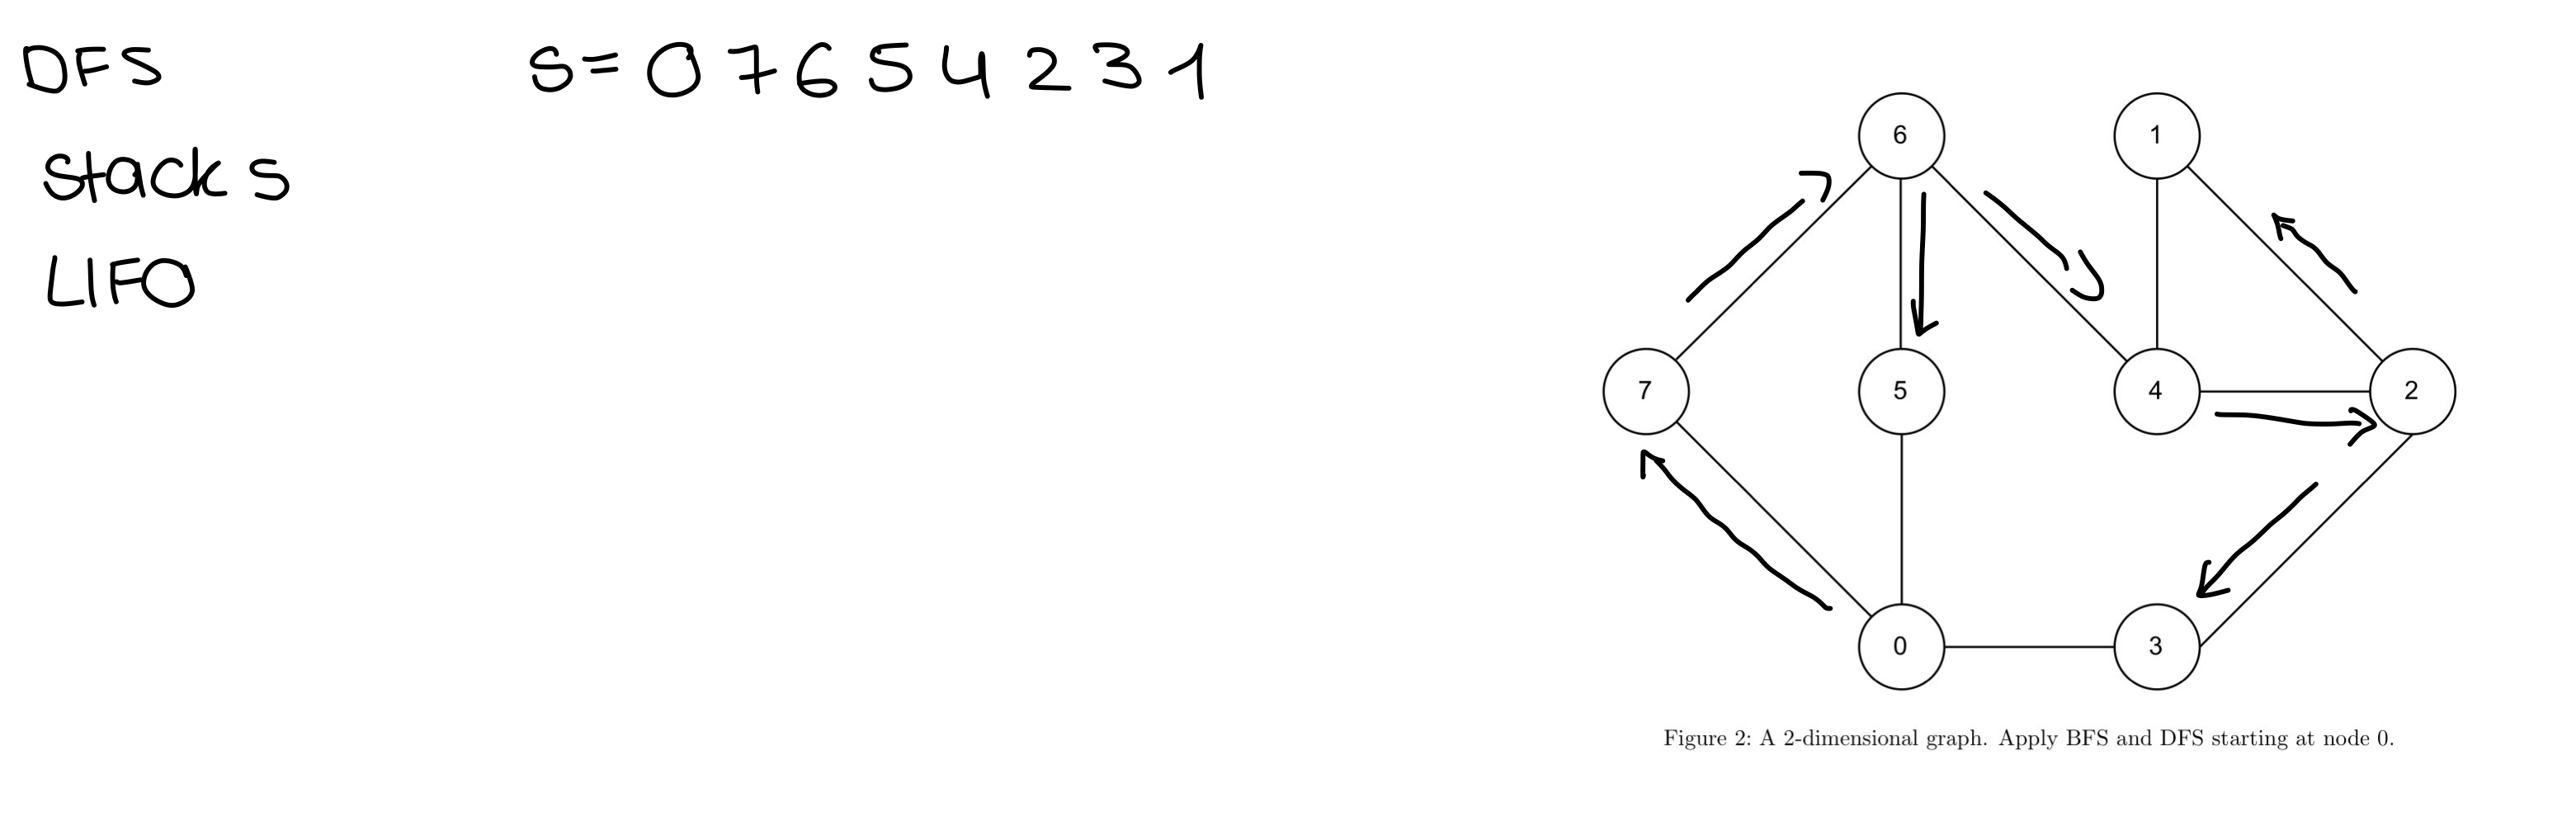 DFS
S = 0 7 6 5 4 2 3 1
Stacks
LIFO
6
1
7
5
4
2
0
3
Figure 2: A 2-dimensional graph. Apply BFS and DFS starting at node 0.